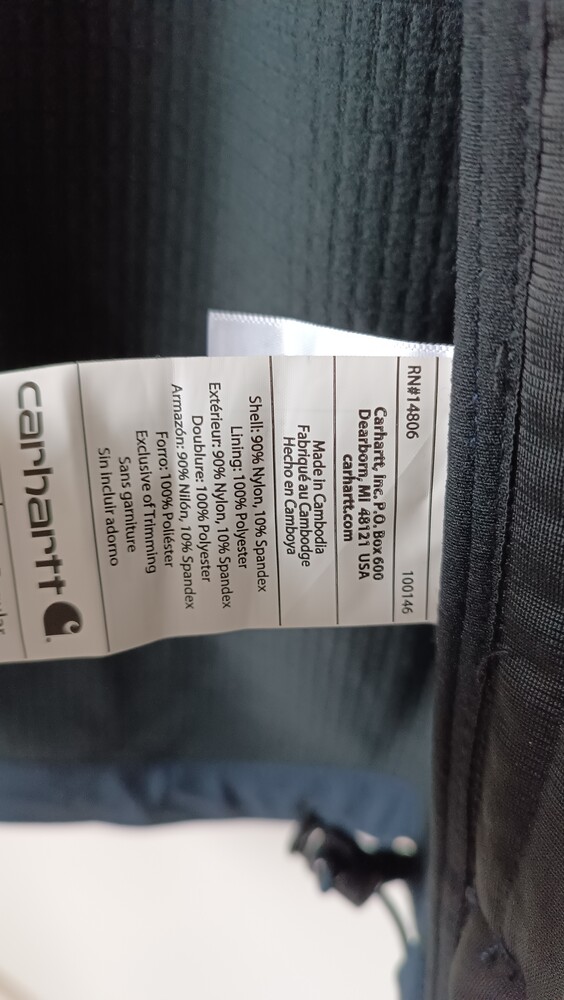 RN#14806 100146
Carhartt, Inc. P.O. Box 600
Dearborn, MI 48121 USA
carhartt.com
Made in Cambodia
Fabriqué au Cambodge
Hecho en Camboya
Shell: 90% Nylon, 10% Spandex
Lining: 100% Polyester
Extérieur: 90% Nylon, 10% Spandex
Doublure: 100% Polyester
Armazón: 90% Nilón, 10% Spandex
Forro: 100% Poliéster
Exclusive of Trimming
Sans garniture
Sin incluir adorno
carhartt